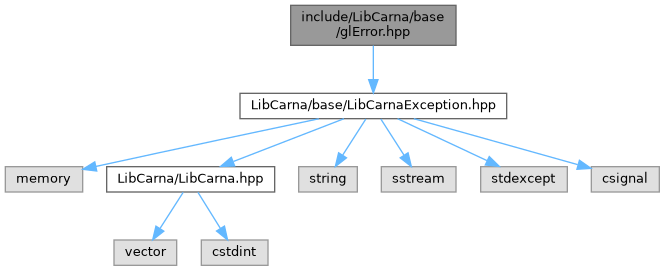 include/LibCarna/base
/glError.hpp
LibCarna/base/LibCarnaException.hpp
memory
LibCarna/LibCarna.hpp
string
sstream
stdexcept
csignal
vector
cstdint